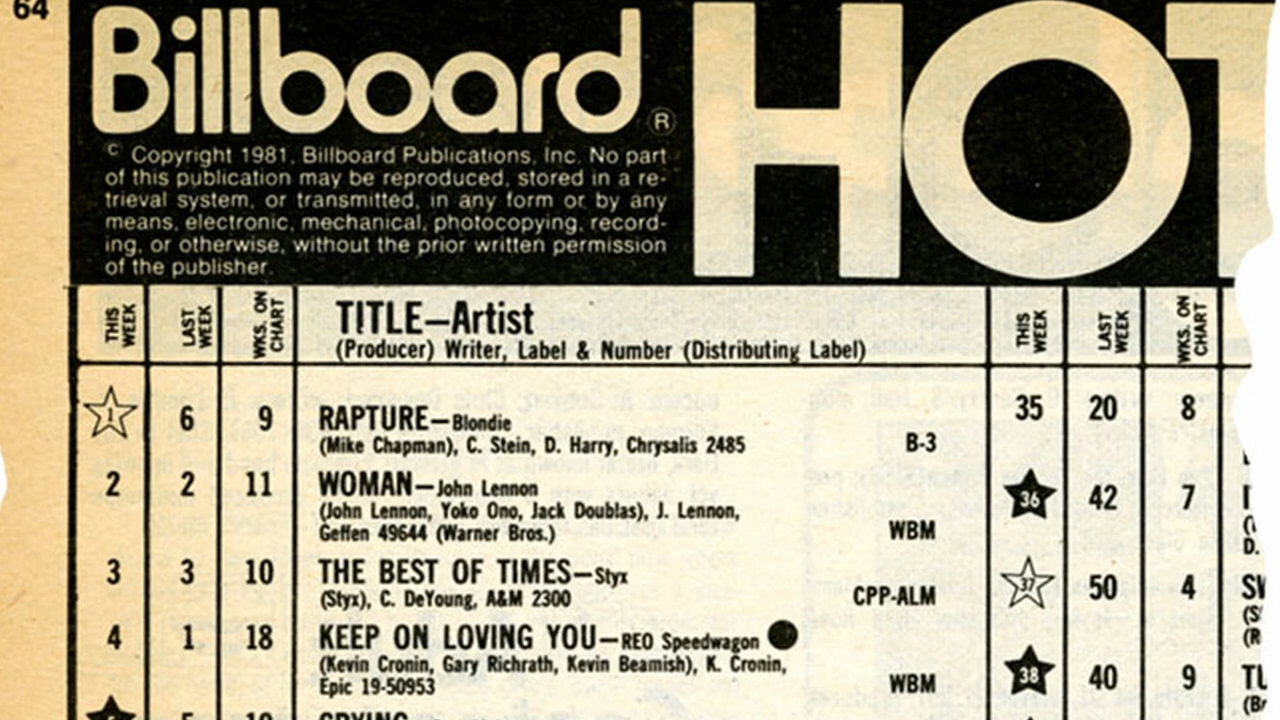 64
Billboard ® HOT
© Copyright 1981, Billboard Publications, Inc. No part
of this publication may be reproduced, stored in a re-
trieval system, or transmitted, in any form or by any
means, electronic, mechanical, photocopying, record-
ing, or otherwise, without the prior written permission
of the publisher.
THIS WEEK LAST WEEK WKS. ON CHART TITLE—Artist THIS WEEK LAST WEEK WKS. ON CHART
(Producer) Writer, Label & Number (Distributing Label)
1 6 9 RAPTURE—Blondie 35 20 8
(Mike Chapman), C. Stein, D. Harry, Chrysalis 2485 B-3
2 2 11 WOMAN—John Lennon 36 42 7
(John Lennon, Yoko Ono, Jack Doublas), J. Lennon,
Geffen 49644 (Warner Bros.) WBM D.
3 3 10 THE BEST OF TIMES—Styx 37 50 4
(Styx), C. DeYoung, A&M 2300 CPP-ALM
4 1 18 KEEP ON LOVING YOU—REO Speedwagon 38 40 9
(Kevin Cronin, Gary Richrath, Kevin Beamish), K. Cronin,
Epic 19-50953 WBM